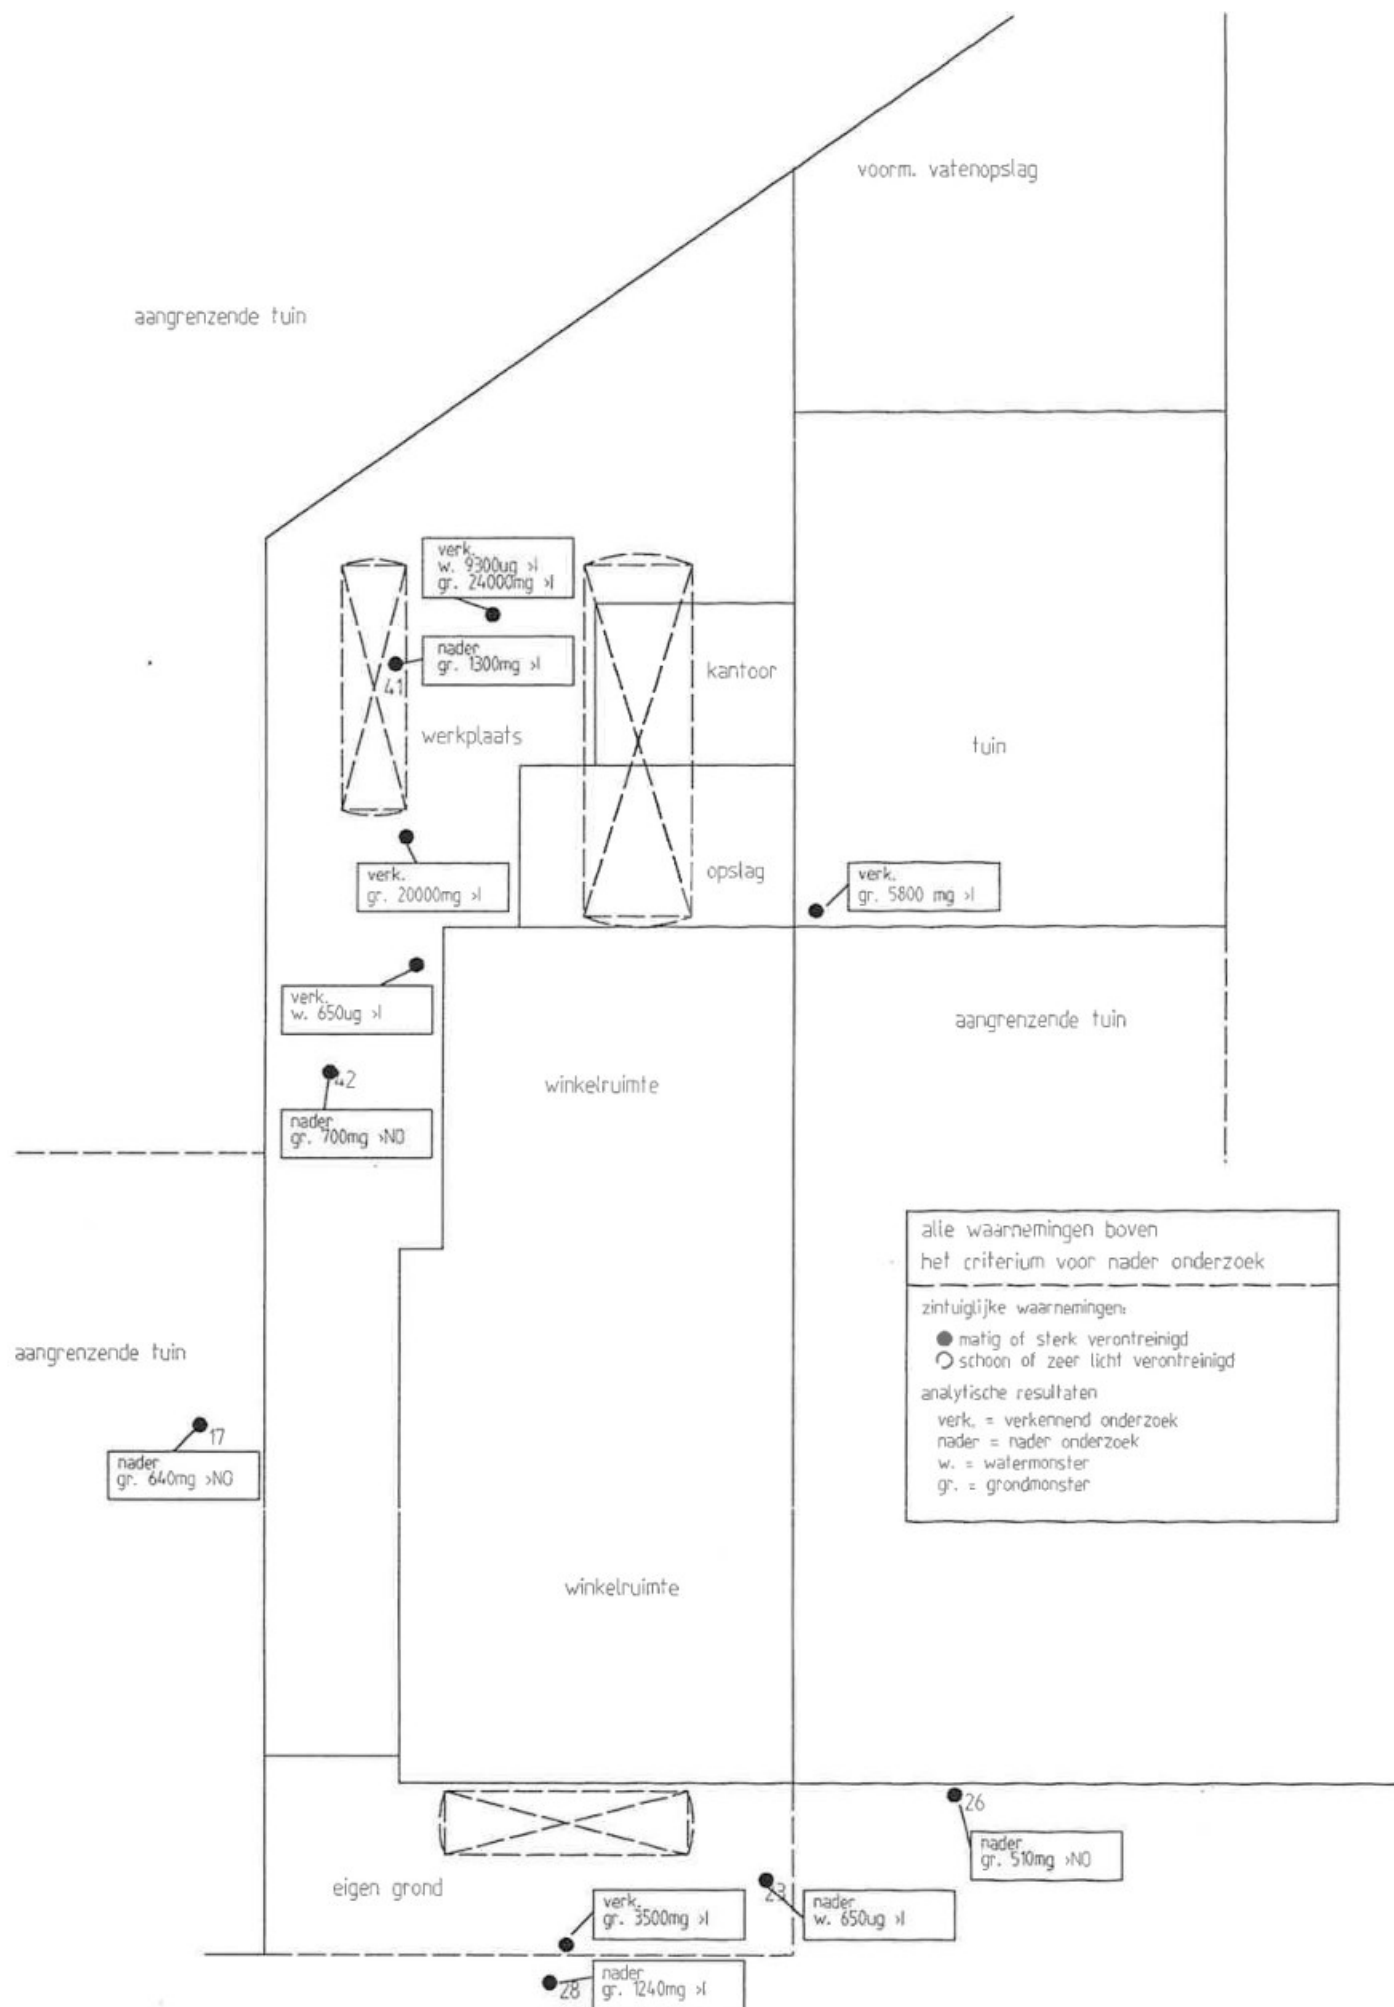 voorm. vatenopslag
aangrenzende tuin
verk.
w. 9300ug >I
gr. 24000mg >I
nader
gr. 1300mg >I
41
kantoor
werkplaats
tuin
opslag
verk.
gr. 20000mg >I
verk.
gr. 5800 mg >I
verk.
w. 650ug >I
aangrenzende tuin
42
winkelruimte
nader
gr. 700mg >NO
alle waarnemingen boven
het criterium voor nader onderzoek
zintuiglijke waarnemingen:
matig of sterk verontreinigd
schoon of zeer licht verontreinigd
analytische resultaten
verk. = verkennend onderzoek
nader = nader onderzoek
w. = watermonster
gr. = grondmonster
aangrenzende tuin
17
nader
gr. 640mg >NO
winkelruimte
26
nader
gr. 510mg >NO
eigen grond
23
verk.
gr. 3500mg >I
nader
w. 650ug >I
28
nader
gr. 1240mg >I